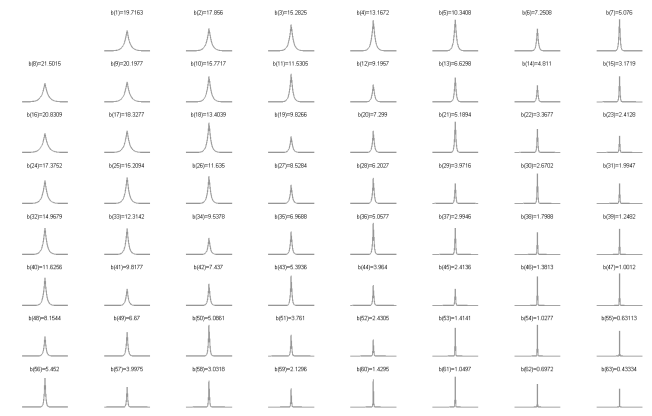 b(1)=19.7163 b(2)=17.856 b(3)=15.2825 b(4)=13.1672 b(5)=10.3408 b(6)=7.2508 b(7)=5.076
b(8)=21.5015 b(9)=20.1977 b(10)=15.7717 b(11)=11.5305 b(12)=9.1957 b(13)=6.6298 b(14)=4.811 b(15)=3.1719
b(16)=20.8309 b(17)=18.3277 b(18)=13.4039 b(19)=9.8266 b(20)=7.299 b(21)=5.1894 b(22)=3.3677 b(23)=2.4128
b(24)=17.3752 b(25)=15.2094 b(26)=11.635 b(27)=8.5284 b(28)=6.2027 b(29)=3.9716 b(30)=2.6702 b(31)=1.9947
b(32)=14.9679 b(33)=12.3142 b(34)=9.5378 b(35)=6.9688 b(36)=5.0577 b(37)=2.9946 b(38)=1.7988 b(39)=1.2482
b(40)=11.6256 b(41)=9.8177 b(42)=7.437 b(43)=5.3936 b(44)=3.964 b(45)=2.4136 b(46)=1.3813 b(47)=1.0012
b(48)=8.1544 b(49)=6.67 b(50)=5.0861 b(51)=3.761 b(52)=2.4305 b(53)=1.4141 b(54)=1.0277 b(55)=0.63113
b(56)=5.452 b(57)=3.9975 b(58)=3.0318 b(59)=2.1296 b(60)=1.4295 b(61)=1.0497 b(62)=0.6972 b(63)=0.43334